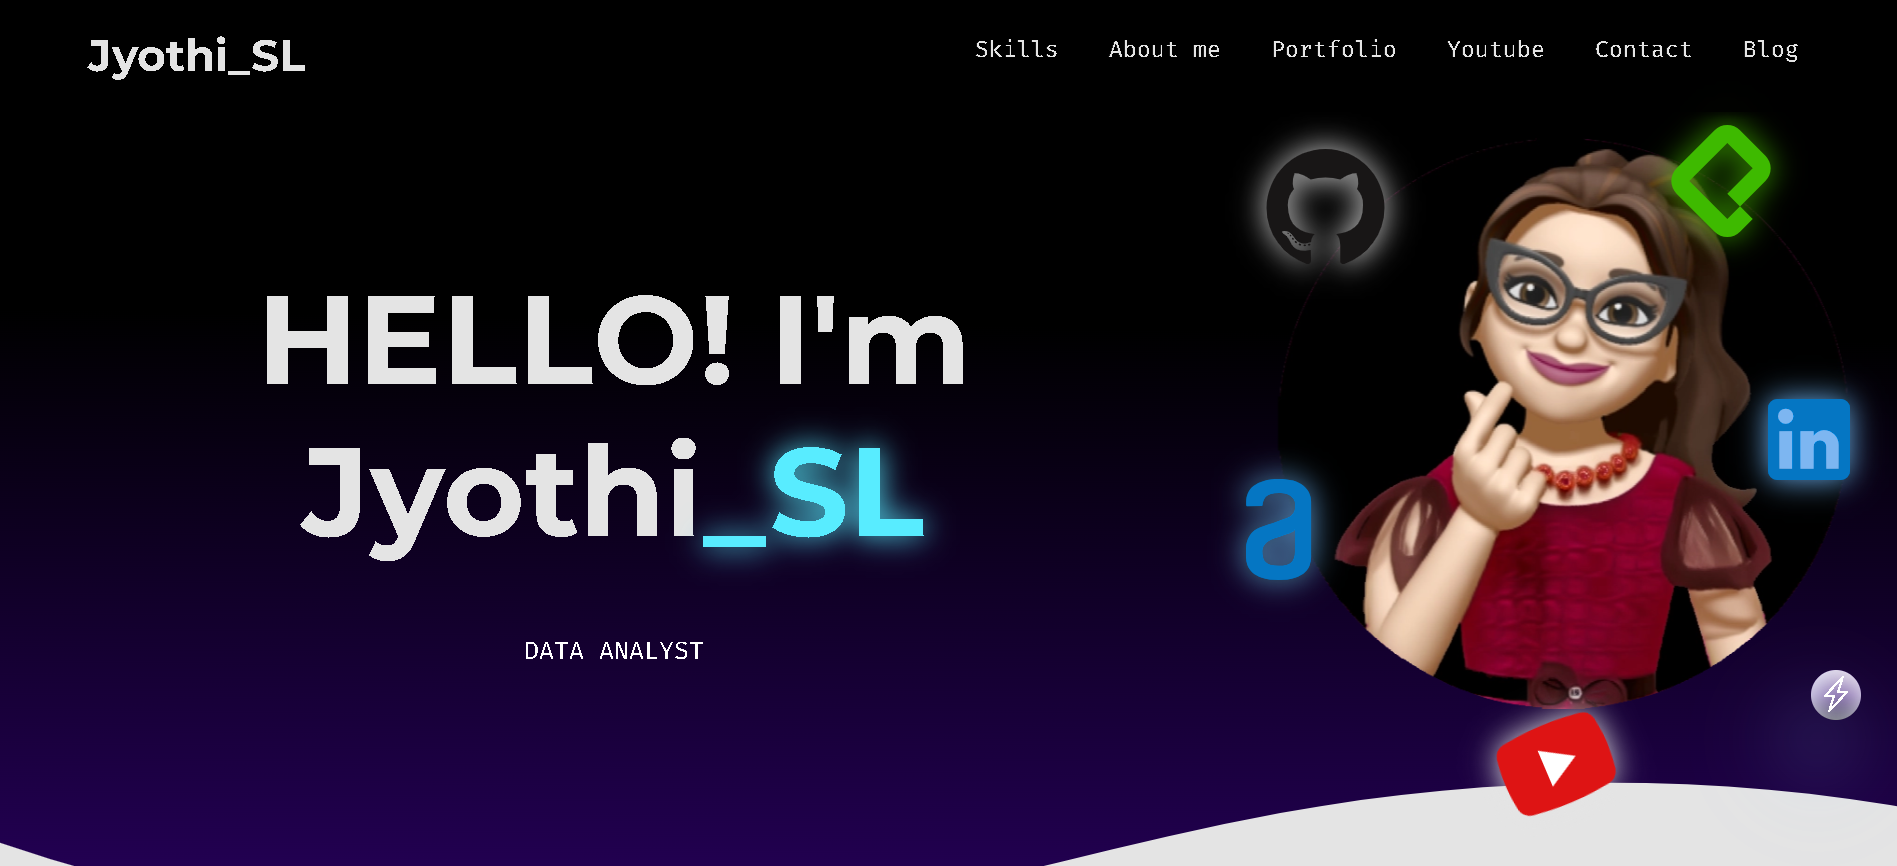 Jyothi_SL
Skills About me Portfolio Youtube Contact Blog
HELLO! I'm
Jyothi_SL
DATA ANALYST
a
in